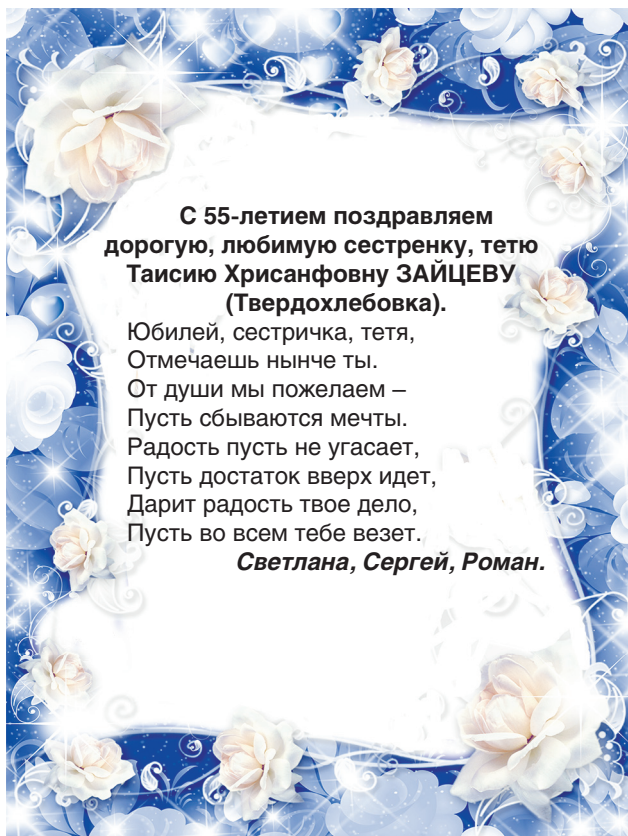 С 55-летием поздравляем
дорогую, любимую сестренку, тетю
Таисию Хрисанфовну ЗАЙЦЕВУ
(Твердохлебовка).
Юбилей, сестричка, тетя,
Отмечаешь нынче ты.
От души мы пожелаем –
Пусть сбываются мечты.
Радость пусть не угасает,
Пусть достаток вверх идет,
Дарит радость твое дело,
Пусть во всем тебе везет.
Светлана, Сергей, Роман.